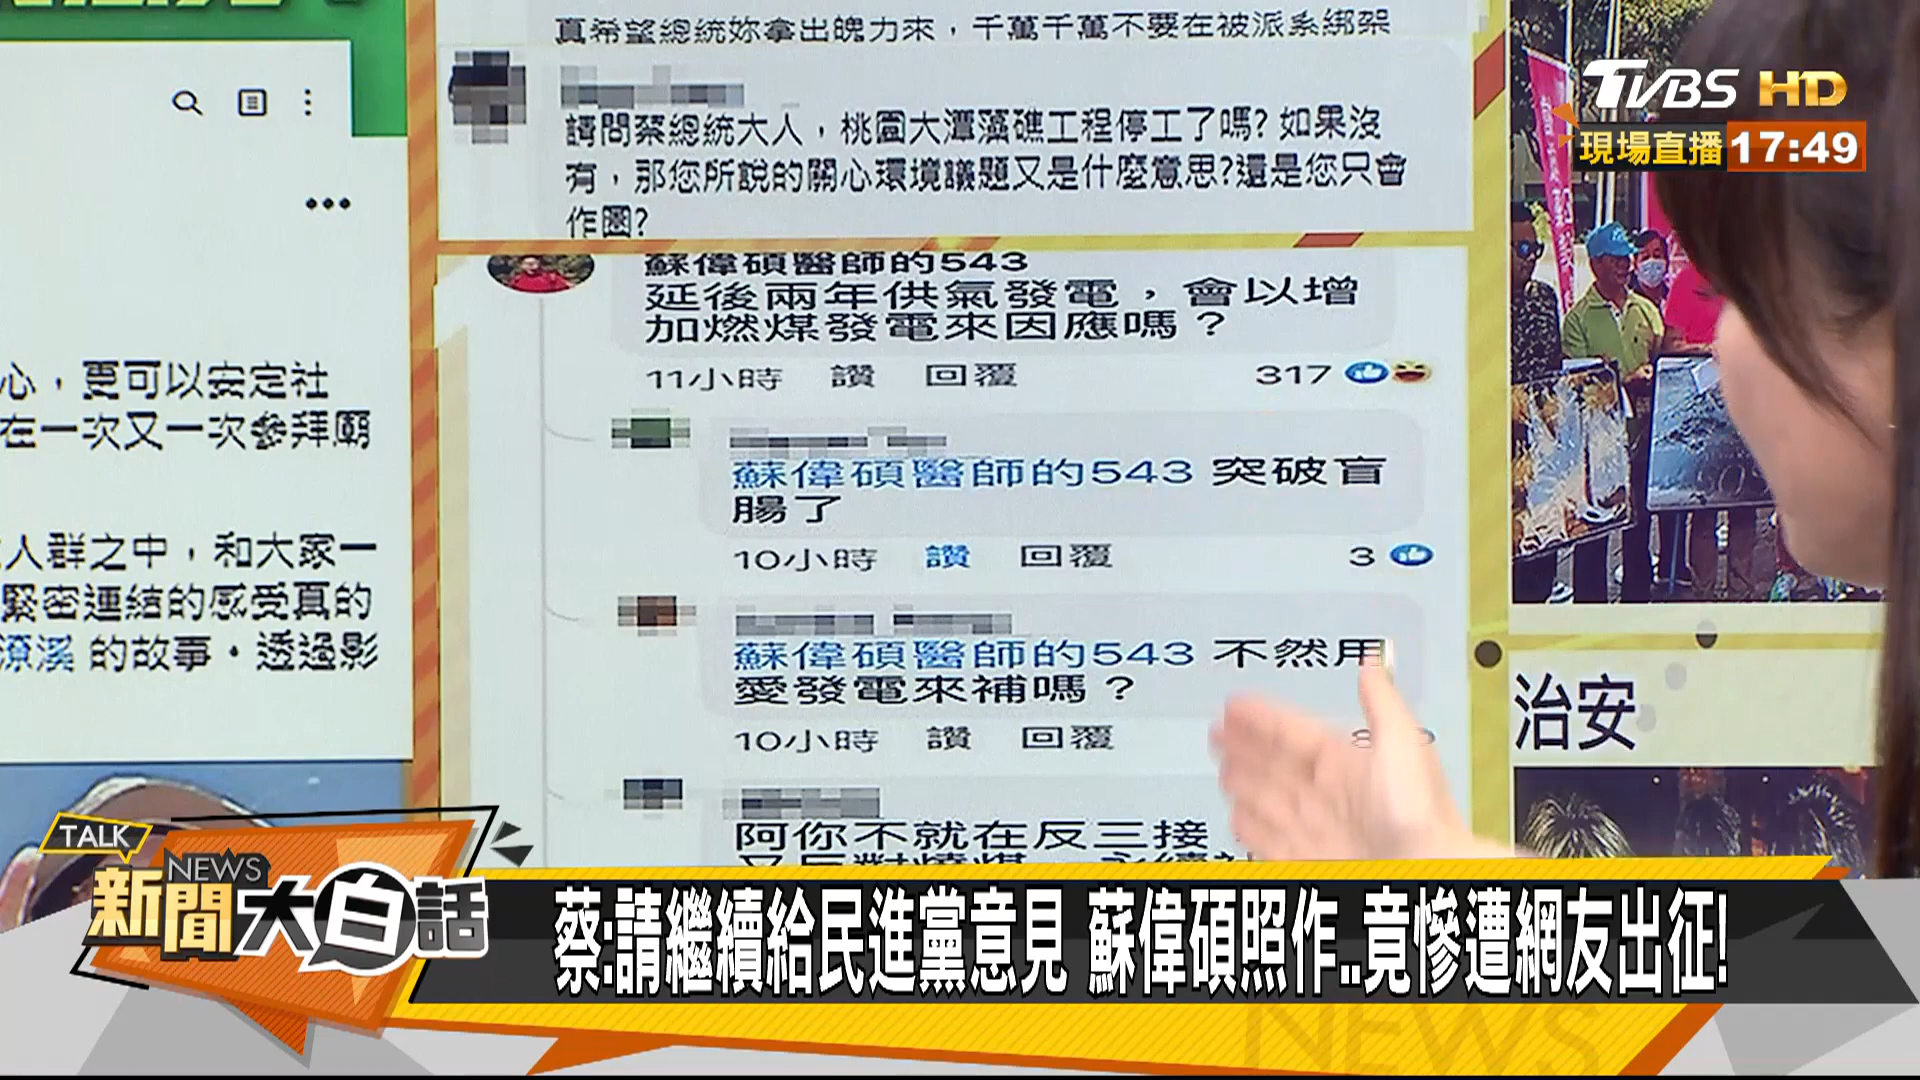 真希望總統妳拿出魄力來，千萬千萬不要在被派系綁架
請問蔡總統大人，桃園大潭藻礁工程停工了嗎?如果沒
有，那您所說的關心環境議題又是什麼意思?還是您只會
作圖?
蘇偉碩醫師的543
延後兩年供氣發電，會以增
加燃煤發電來因應嗎？
11小時 讚 回覆 317
蘇偉碩醫師的543 突破盲
腸了
10小時 讚 回覆 3
蘇偉碩醫師的543 不然用
愛發電來補嗎？
10小時 讚 回覆
阿你不就在反三接
心，更可以安定社
在一次又一次參拜廟
人群之中，和大家一
緊密連結的感受真的
潦溪 的故事。透過影
TVBS HD
現場直播 17:49
治安
TALK
NEWS
新聞大白話
蔡:請繼續給民進黨意見 蘇偉碩照作..竟慘遭網友出征!
NEWS